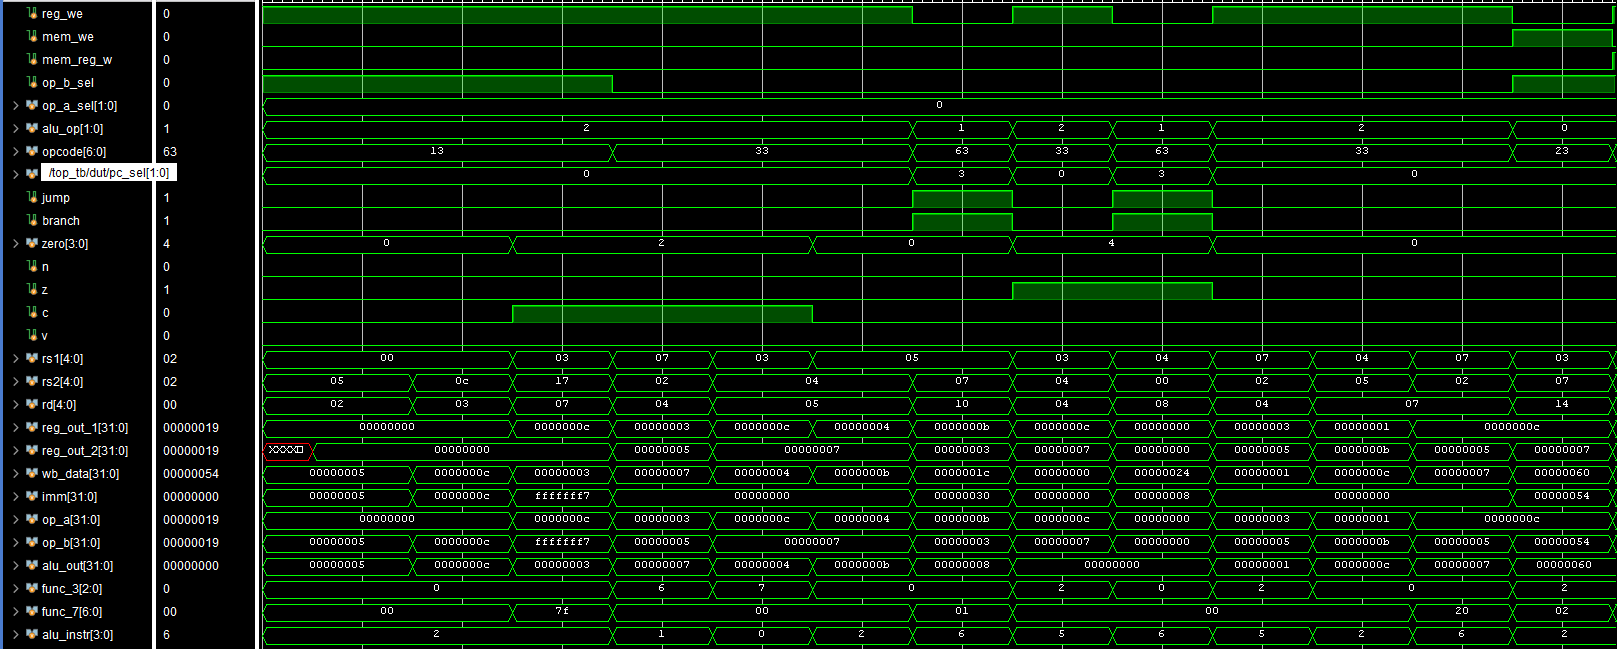 reg_we 0
mem_we 0
mem_reg_w 0
op_b_sel 0
op_a_sel[1:0] 0 0
alu_op[1:0] 1 2 1 2 1 2 0
opcode[6:0] 63 13 33 63 33 63 33 23
/top_tb/dut/pc_sel[1:0] 0 3 0 3 0
jump 1
branch 1
zero[3:0] 4 0 2 0 4 0
n 0
z 1
c 0
v 0
rs1[4:0] 02 00 03 07 03 05 03 04 07 04 07 03
rs2[4:0] 02 05 0c 17 02 04 07 04 00 02 05 02 07
rd[4:0] 00 02 03 07 04 05 10 04 08 04 07 14
reg_out_1[31:0] 00000019 00000000 0000000c 00000003 0000000c 00000004 0000000b 0000000c 00000000 00000003 00000001 0000000c
reg_out_2[31:0] 00000019 XXXX 00000000 00000005 00000007 00000003 00000007 00000000 00000005 0000000b 00000005 00000007
wb_data[31:0] 00000054 00000005 0000000c 00000003 00000007 00000004 0000000b 0000001c 00000000 00000024 00000001 0000000c 00000007 00000060
imm[31:0] 00000000 00000005 0000000c fffffff7 00000000 00000030 00000000 00000008 00000000 00000054
op_a[31:0] 00000019 00000000 0000000c 00000003 0000000c 00000004 0000000b 0000000c 00000000 00000003 00000001 0000000c
op_b[31:0] 00000019 00000005 0000000c fffffff7 00000005 00000007 00000003 00000007 00000000 00000005 0000000b 00000005 00000054
alu_out[31:0] 00000000 00000005 0000000c 00000003 00000007 00000004 0000000b 00000008 00000000 00000001 0000000c 00000007 00000060
func_3[2:0] 0 0 6 7 0 2 0 2 0 2
func_7[6:0] 00 00 7f 00 01 00 20 02
alu_instr[3:0] 6 2 1 0 2 6 5 6 5 2 6 2